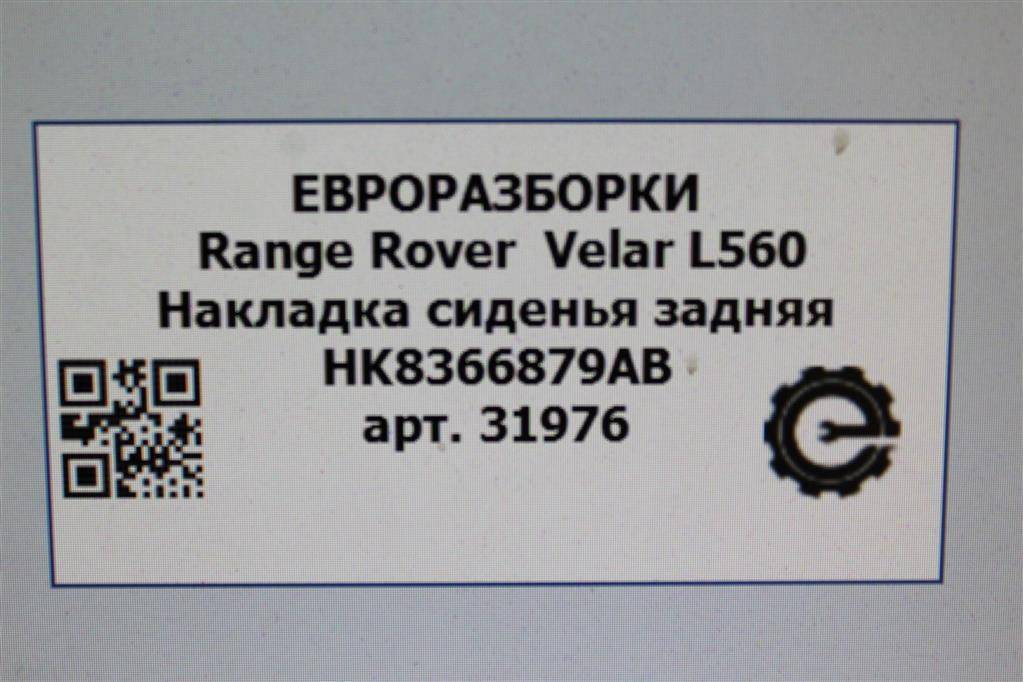 ЕВРОРАЗБОРКИ
Range Rover Velar L560
Накладка сиденья задняя
HK8366879AB
арт. 31976